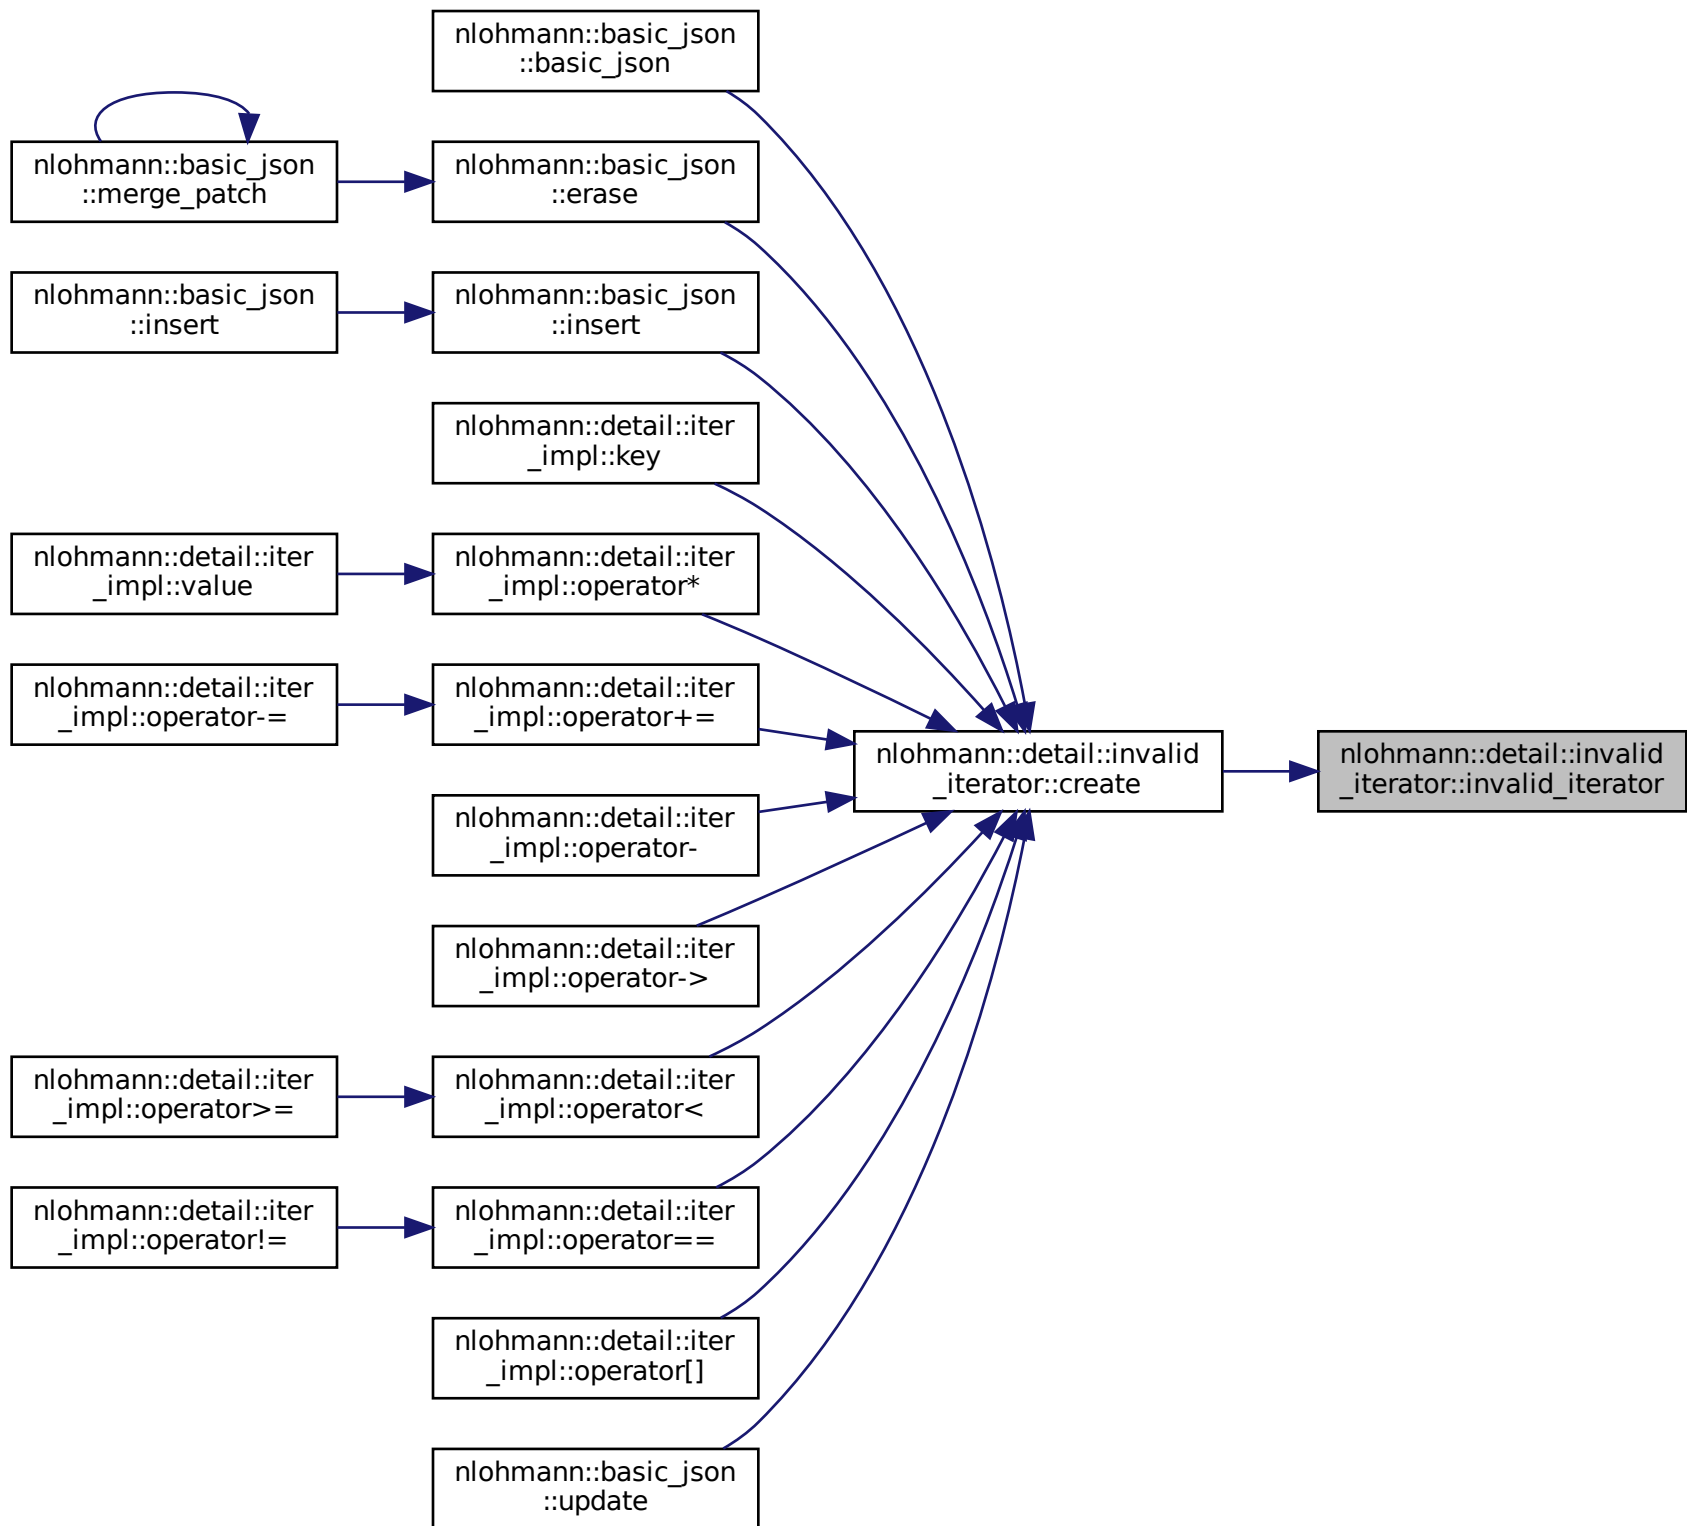 nlohmann::basic_json
::basic_json
nlohmann::basic_json
::merge_patch
nlohmann::basic_json
::erase
nlohmann::basic_json
::insert
nlohmann::basic_json
::insert
nlohmann::detail::iter
_impl::key
nlohmann::detail::iter
_impl::value
nlohmann::detail::iter
_impl::operator*
nlohmann::detail::iter
_impl::operator-=
nlohmann::detail::iter
_impl::operator+=
nlohmann::detail::invalid
_iterator::create
nlohmann::detail::invalid
_iterator::invalid_iterator
nlohmann::detail::iter
_impl::operator-
nlohmann::detail::iter
_impl::operator->
nlohmann::detail::iter
_impl::operator>=
nlohmann::detail::iter
_impl::operator<
nlohmann::detail::iter
_impl::operator!=
nlohmann::detail::iter
_impl::operator==
nlohmann::detail::iter
_impl::operator[]
nlohmann::basic_json
::update